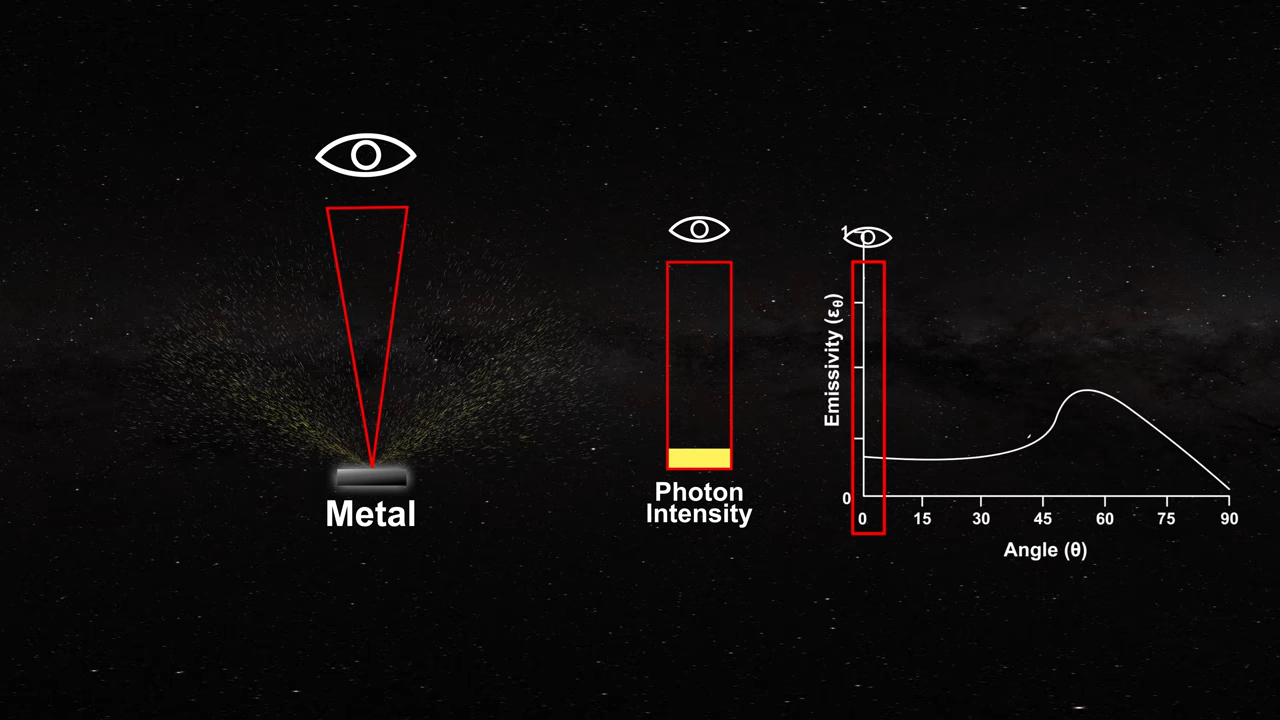 Metal
Photon
Intensity
1
Emissivity (εθ)
0
0 15 30 45 60 75 90
Angle (θ)